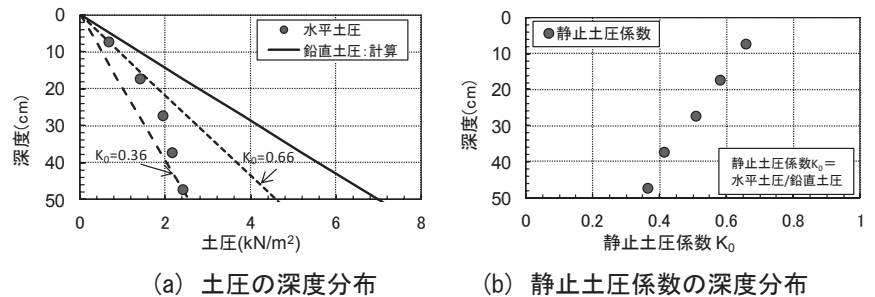 0
10
20
30
40
50
深度(cm)
水平土圧
鉛直土圧:計算
K₀=0.36
K₀=0.66
0
2
4
6
8
土圧(kN/m²)
(a) 土圧の深度分布
0
10
20
30
40
50
深度(cm)
静止土圧係数
静止土圧係数K₀=
水平土圧/鉛直土圧
0
0.2
0.4
0.6
0.8
1
静止土圧係数 K₀
(b) 静止土圧係数の深度分布